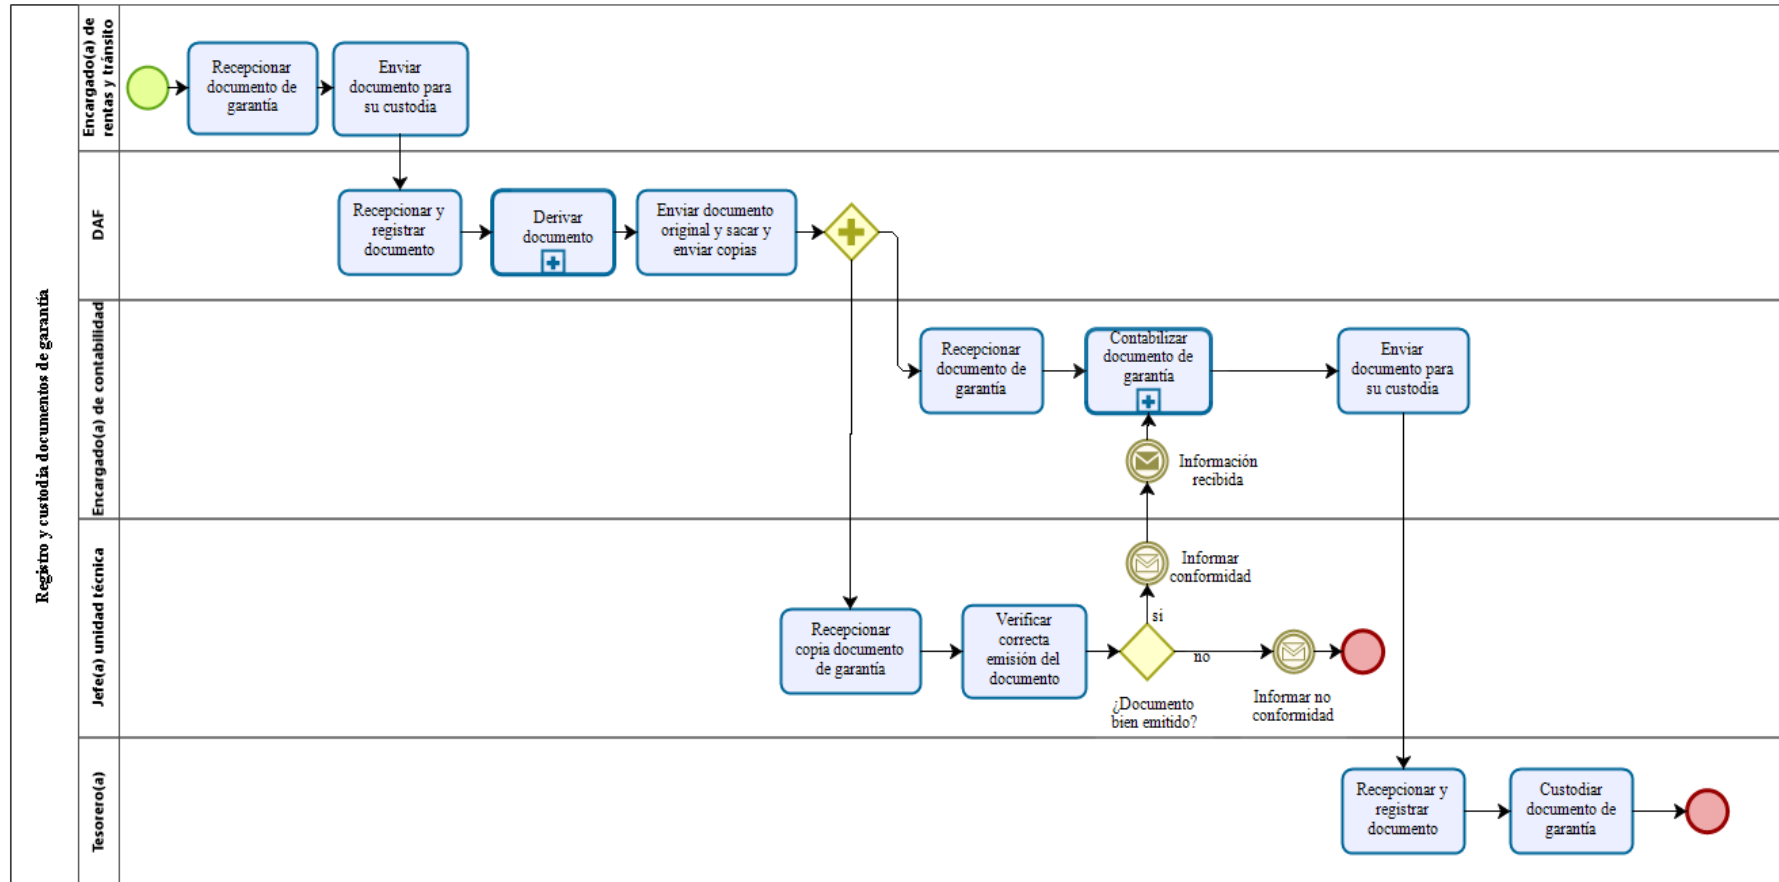 Registro y custodia documentos de garantía
Encargado(a) de
rentas y tránsito
Recepcionar
documento de
garantía
Enviar
documento para
su custodia
DAF
Recepcionar y
registrar
documento
Derivar
documento
Enviar documento
original y sacar y
enviar copias
Encargado(a) de contabilidad
Recepcionar
documento de
garantía
Contabilizar
documento de
garantía
Enviar
documento para
su custodia
Información
recibida
Jefe(a) unidad técnica
Informar
conformidad
si
Recepcionar
copia documento
de garantía
Verificar
correcta
emisión del
documento
no
¿Documento
bien emitido?
Informar no
conformidad
Tesorero(a)
Recepcionar y
registrar
documento
Custodiar
documento de
garantía